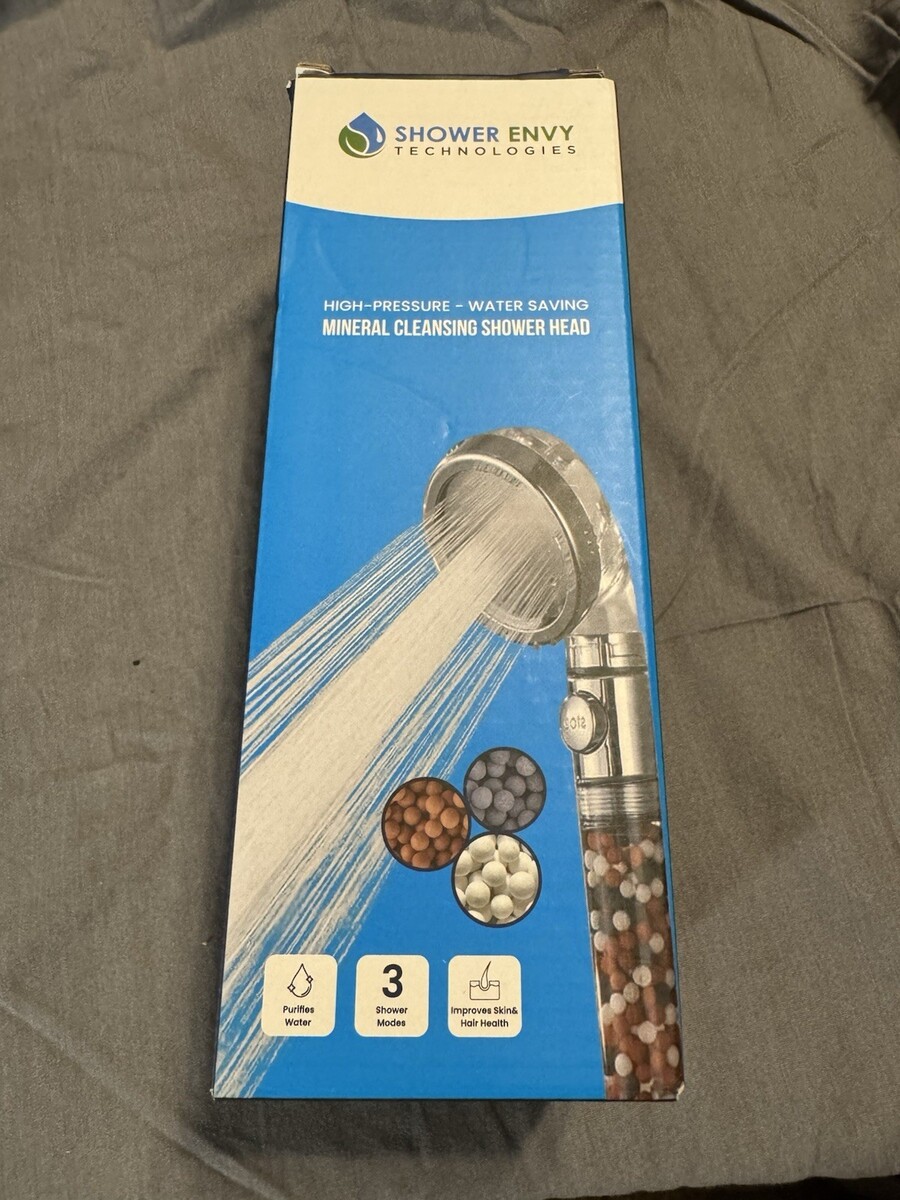 SHOWER ENVY
TECHNOLOGIES
HIGH-PRESSURE - WATER SAVING
MINERAL CLEANSING SHOWER HEAD
Purifies
Water
3
Shower
Modes
Improves Skin&
Hair Health